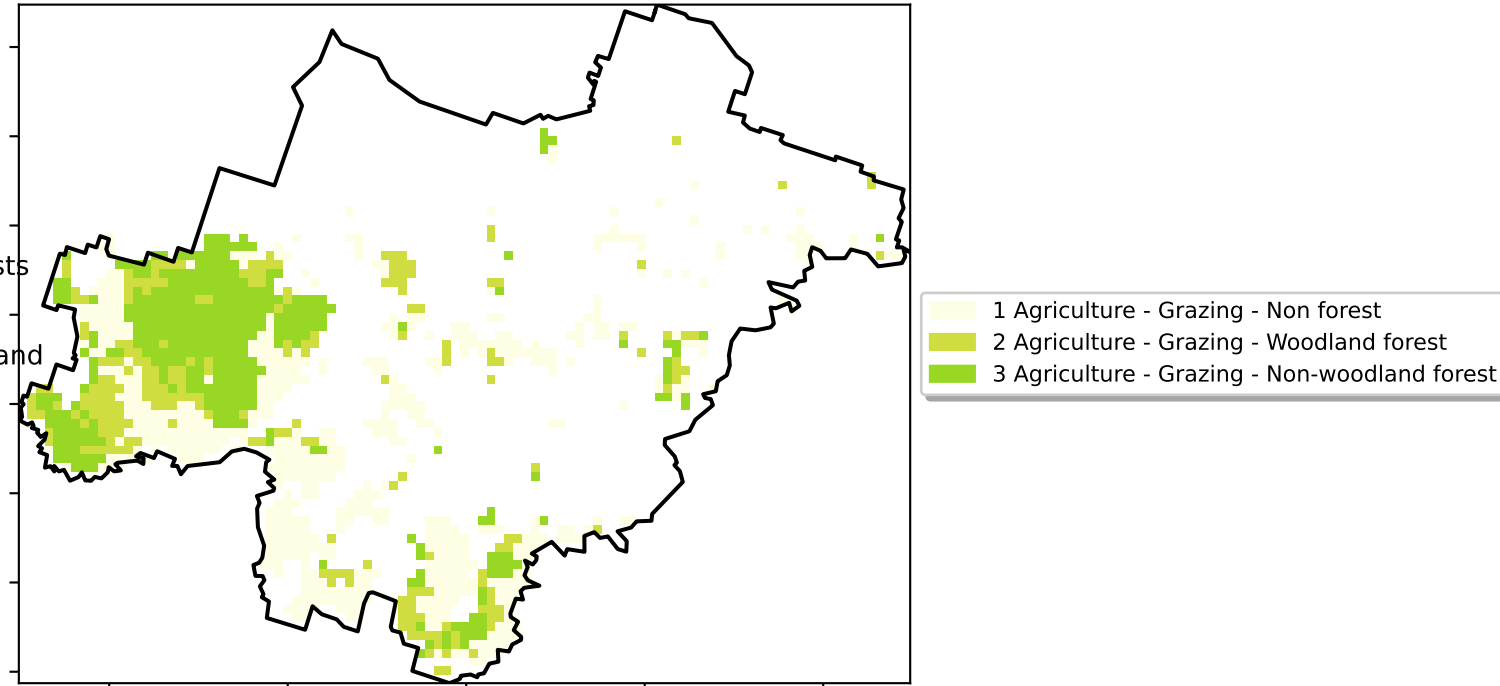 sts
and
1 Agriculture - Grazing - Non forest
2 Agriculture - Grazing - Woodland forest
3 Agriculture - Grazing - Non-woodland forest